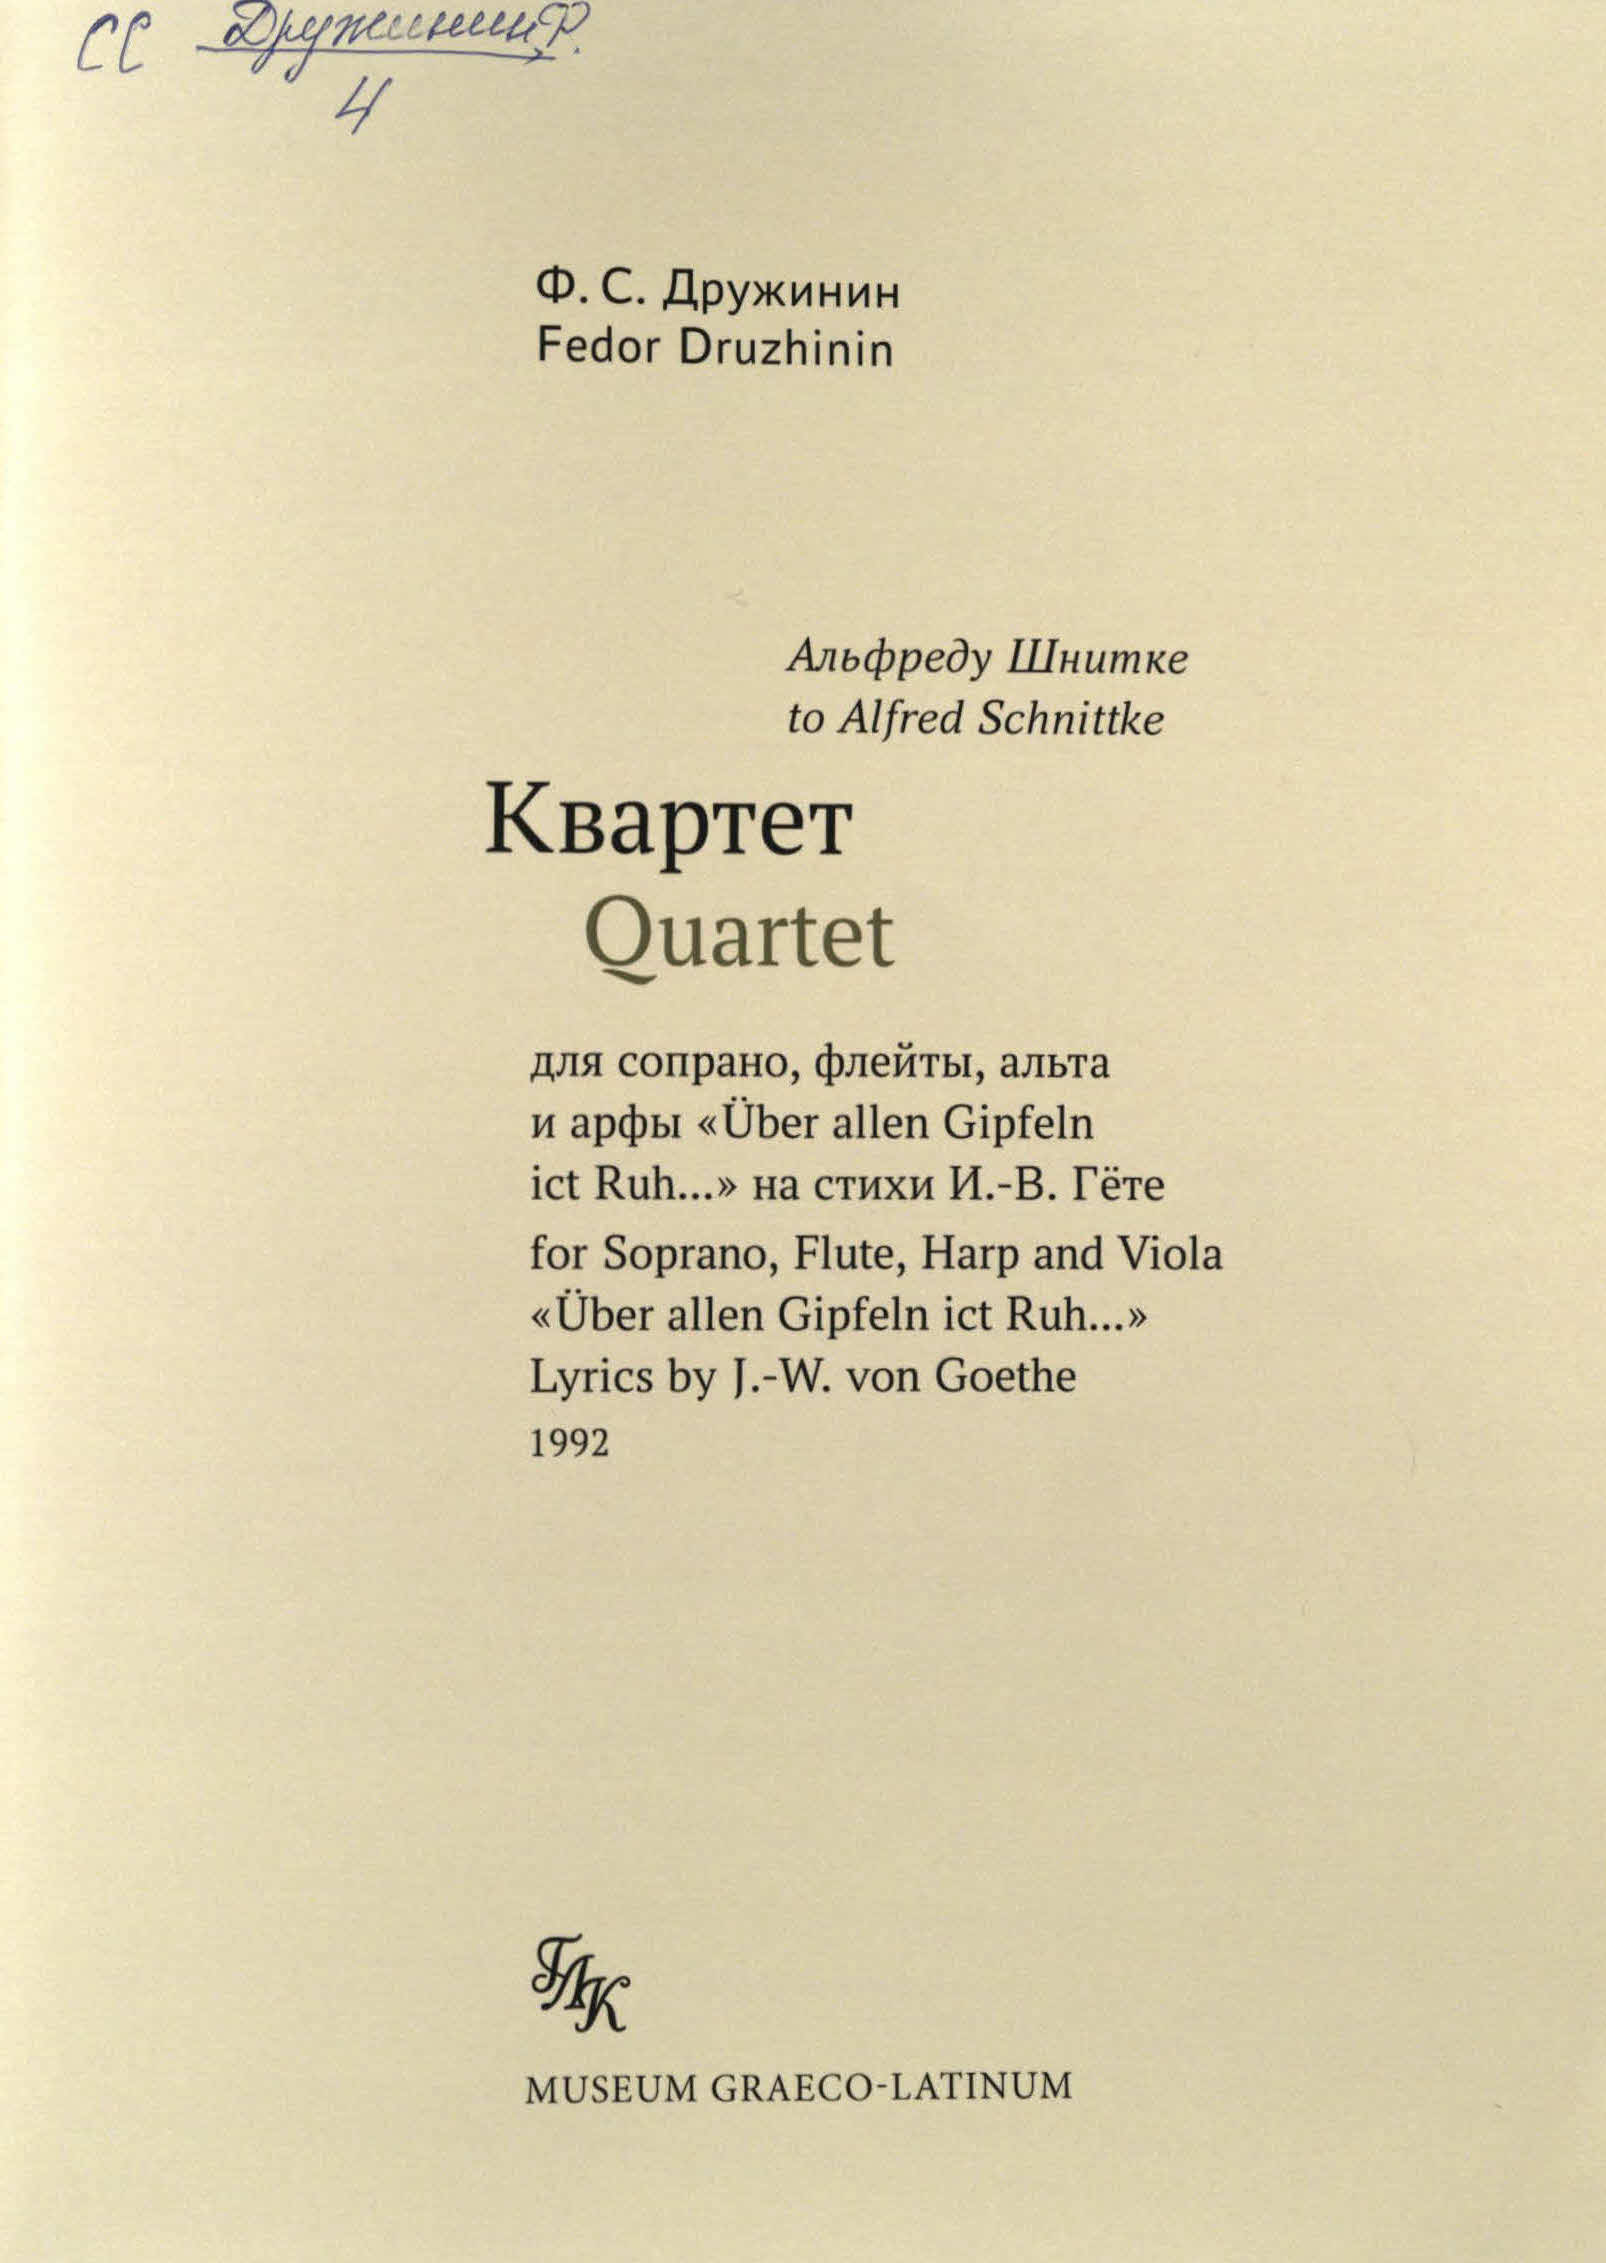 СС Дружинин Ф.
4
Ф. С. Дружинин
Fedor Druzhinin
Альфреду Шнитке
to Alfred Schnittke
Квартет
Quartet
для сопрано, флейты, альта
и арфы «Über allen Gipfeln
ict Ruh...» на стихи И.-В. Гёте
for Soprano, Flute, Harp and Viola
«Über allen Gipfeln ict Ruh...»
Lyrics by J.-W. von Goethe
1992
ГЛК
MUSEUM GRAECO-LATINUM